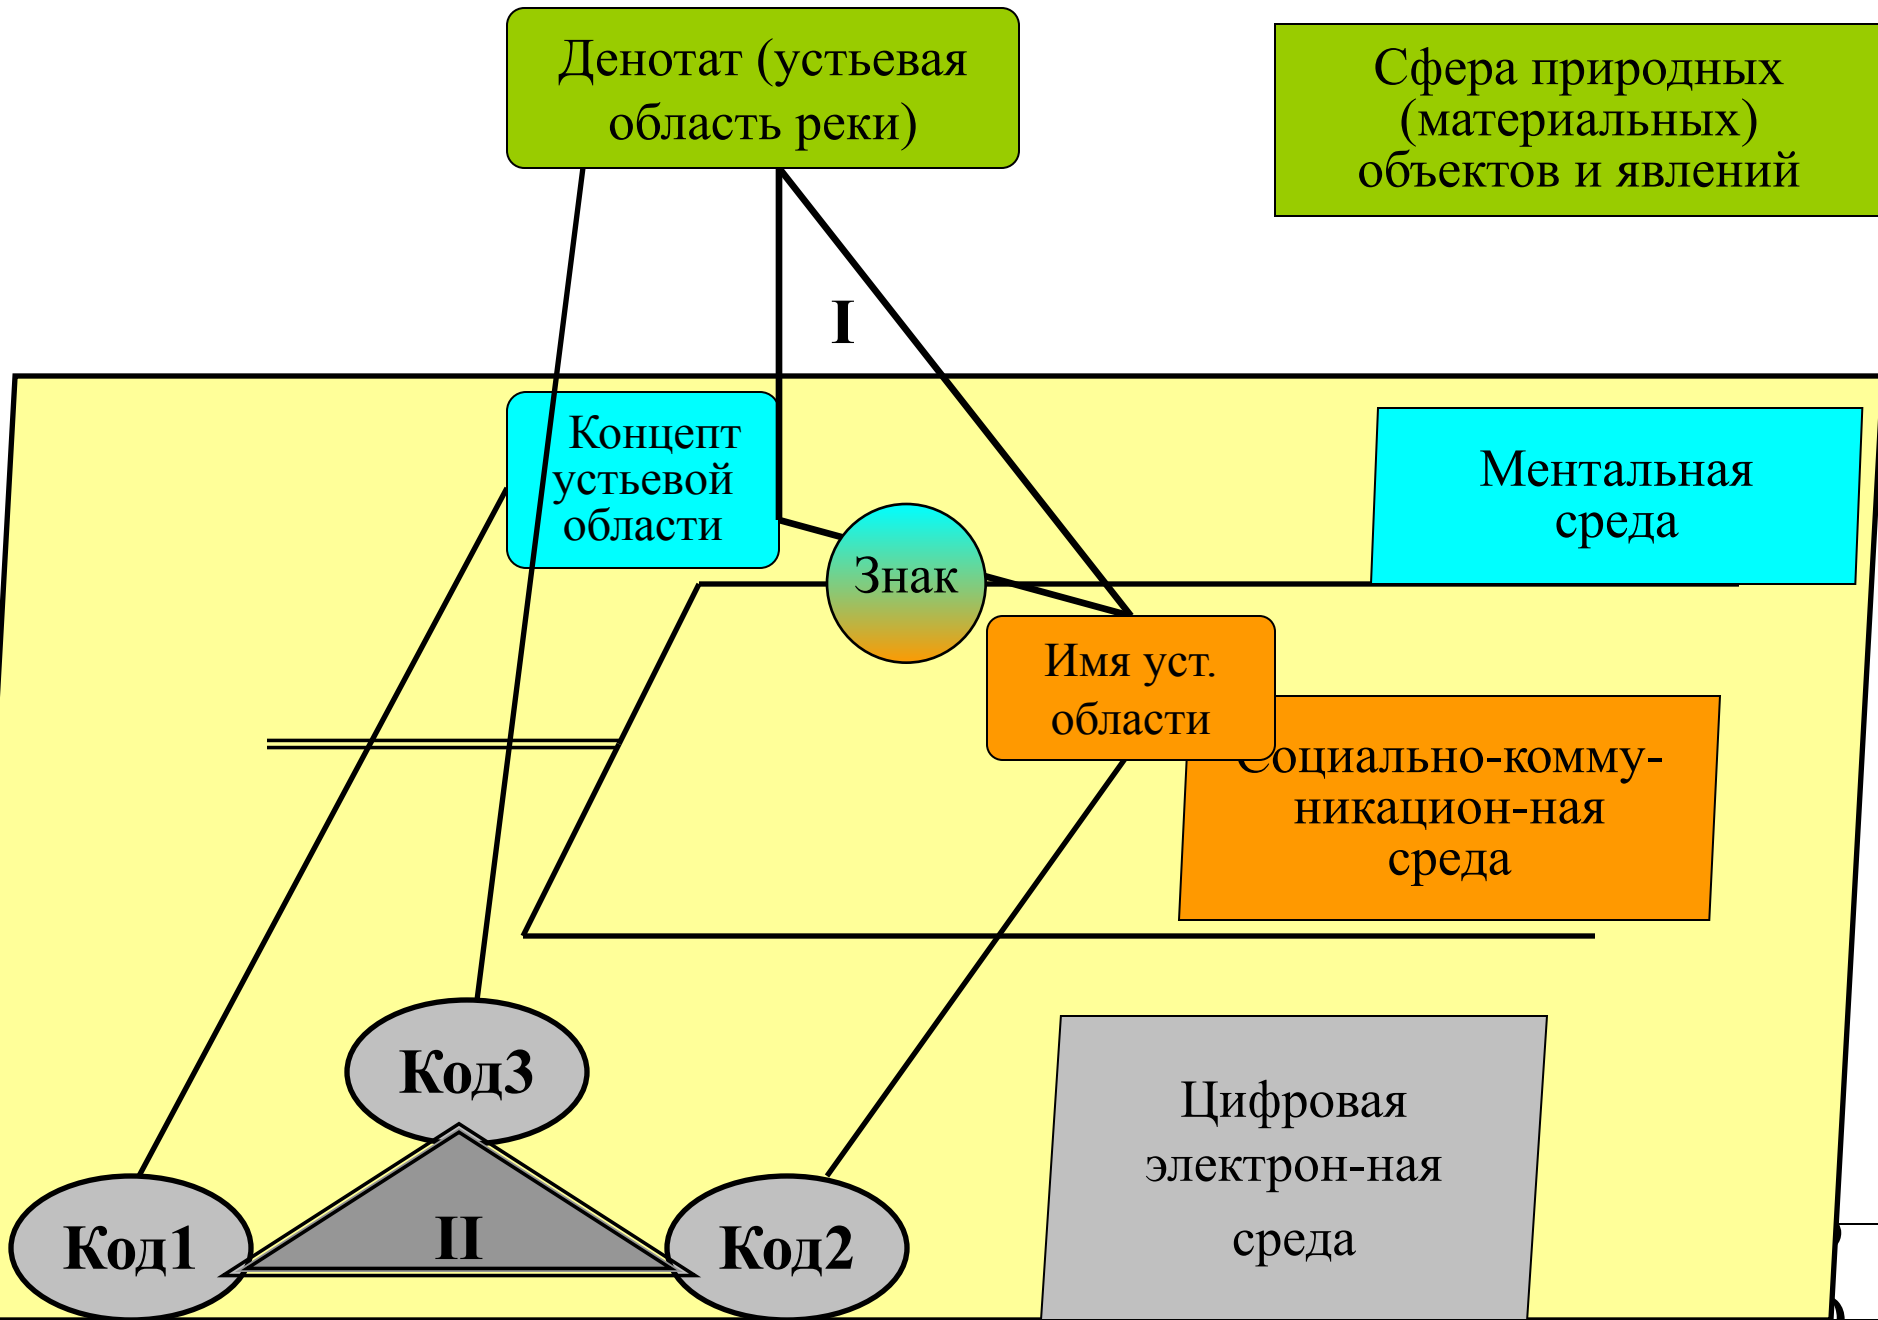 Денотат (устьевая
область реки)
Сфера природных
(материальных)
объектов и явлений
I
Концепт
устьевой
области
Ментальная
среда
Знак
Имя уст.
области
Социально-комму-
никацион-ная
среда
Код3
Цифровая
электрон-ная
среда
Код1
II
Код2